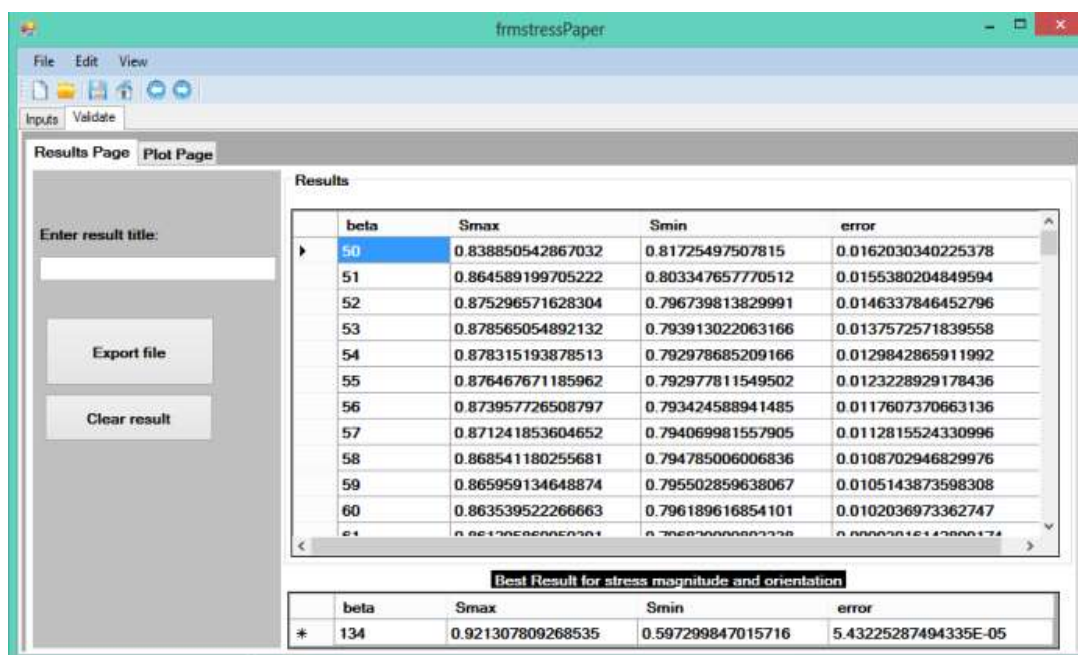 frmstressPaper
File Edit View
Inputs Validate
Results Page Plot Page
Enter result title:
Export file
Clear result
Results
beta Smax Smin error
50 0.838850542867032 0.81725497507815 0.0162030340225378
51 0.864589199705222 0.803347657770512 0.0155380204849594
52 0.875296571628304 0.796739813829991 0.0146337846452796
53 0.878565054892132 0.793913022063166 0.0137572571839558
54 0.878315193878513 0.792978685209166 0.0129842865911992
55 0.876467671185962 0.792977811549502 0.0123228929178436
56 0.873957726508797 0.793424588941485 0.0117607370663136
57 0.871241853604652 0.794069981557905 0.0112815524330996
58 0.868541180255681 0.794785006006836 0.0108702946829976
59 0.865959134648874 0.795502859638067 0.0105143873598308
60 0.863539522266663 0.796189616854101 0.0102036973362747
61
Best Result for stress magnitude and orientation
beta Smax Smin error
134 0.921307809268535 0.597299847015716 5.43225287494335E-05